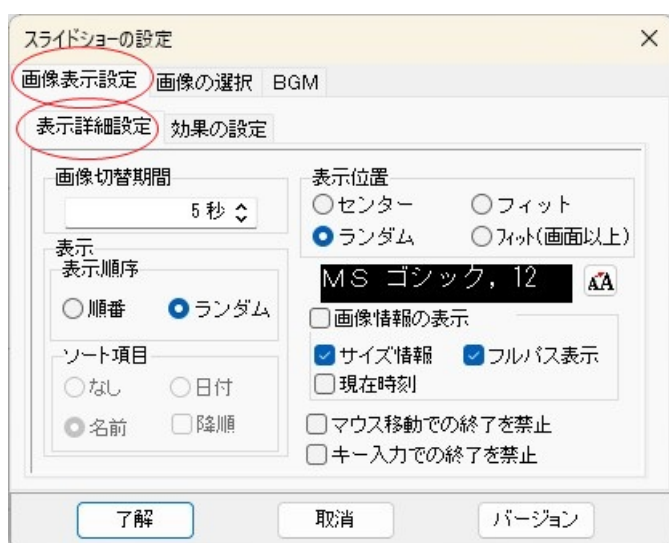 スライドショーの設定
画像表示設定 画像の選択 BGM
表示詳細設定 効果の設定
画像切替期間
5 秒
表示
表示順序
順番 ランダム
ソート項目
なし 日付
名前 降順
表示位置
センター フィット
ランダム フィット(画面以上)
MS ゴシック, 12
AA
画像情報の表示
サイズ情報 フルパス表示
現在時刻
マウス移動での終了を禁止
キー入力での終了を禁止
了解 取消 バージョン